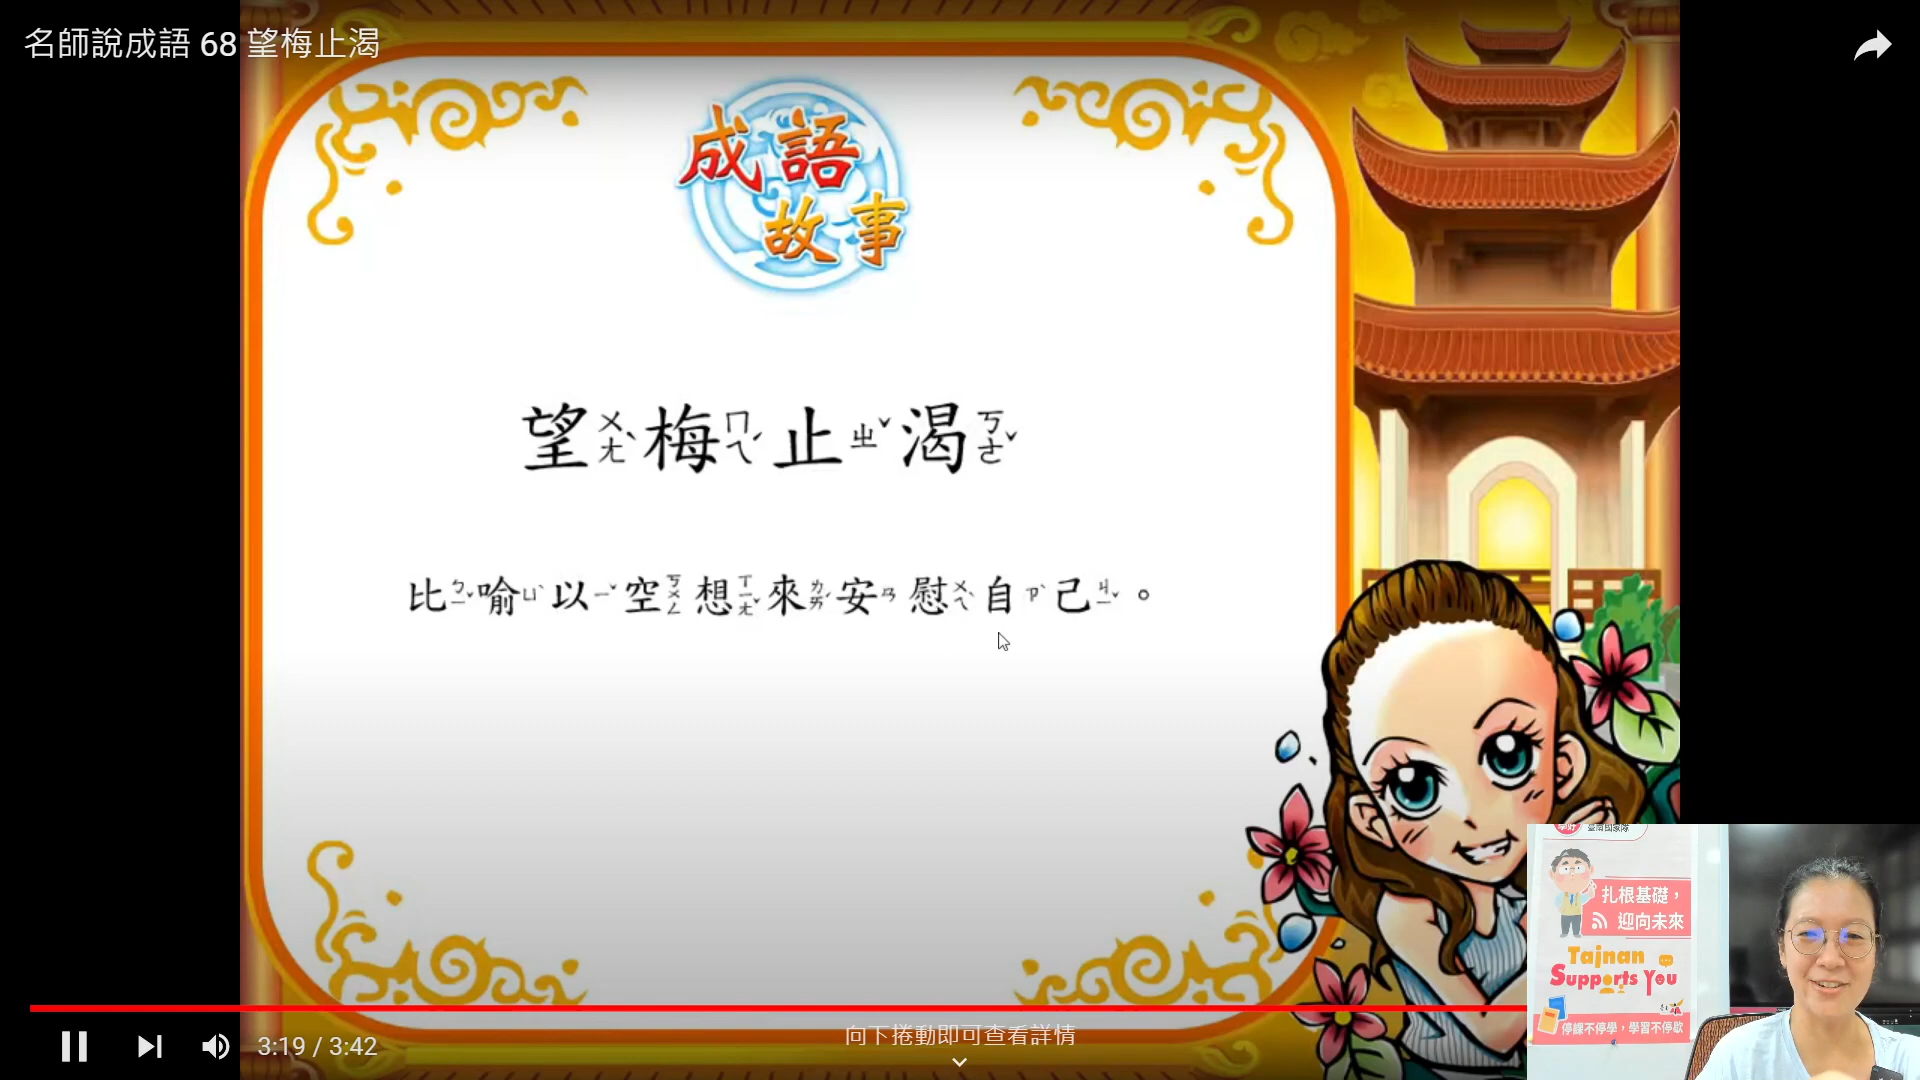 名師說成語 68 望梅止渴
成語
故事
望ㄨㄤˋ梅ㄇㄟˊ止ㄓˇ渴ㄎㄜˇ
比ㄅㄧˇ喻ㄩˋ以ㄧˇ空ㄎㄨㄥ想ㄒㄧㄤˇ來ㄌㄞˊ安ㄢ慰ㄨㄟˋ自ㄗˋ己ㄐㄧˇ。
扎根基礎,
迎向未來
Tajnan
Supports You
停課不停學,學習不停歇
3:19 / 3:42
向下捲動即可查看詳情